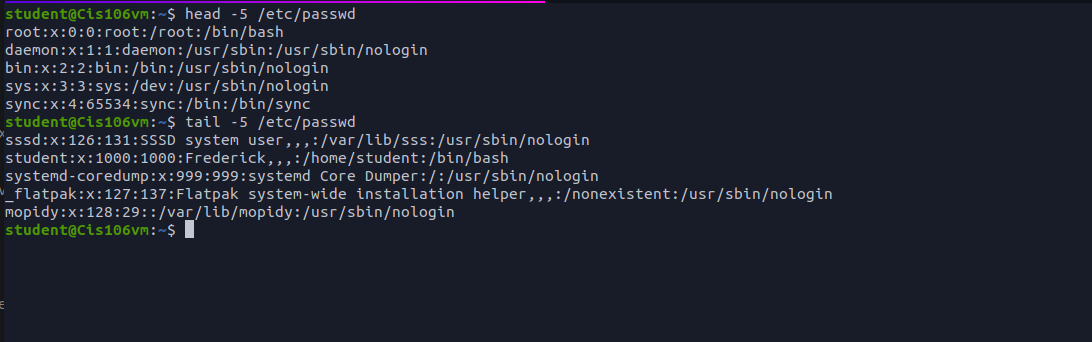 student@Cis106vm:~$ head -5 /etc/passwd
root:x:0:0:root:/root:/bin/bash
daemon:x:1:1:daemon:/usr/sbin:/usr/sbin/nologin
bin:x:2:2:bin:/bin:/usr/sbin/nologin
sys:x:3:3:sys:/dev:/usr/sbin/nologin
sync:x:4:65534:sync:/bin:/bin/sync
student@Cis106vm:~$ tail -5 /etc/passwd
sssd:x:126:131:SSSD system user,,,:/var/lib/sss:/usr/sbin/nologin
student:x:1000:1000:Frederick,,,:/home/student:/bin/bash
systemd-coredump:x:999:999:systemd Core Dumper:/:/usr/sbin/nologin
_flatpak:x:127:137:Flatpak system-wide installation helper,,,:/nonexistent:/usr/sbin/nologin
mopidy:x:128:29::/var/lib/mopidy:/usr/sbin/nologin
student@Cis106vm:~$